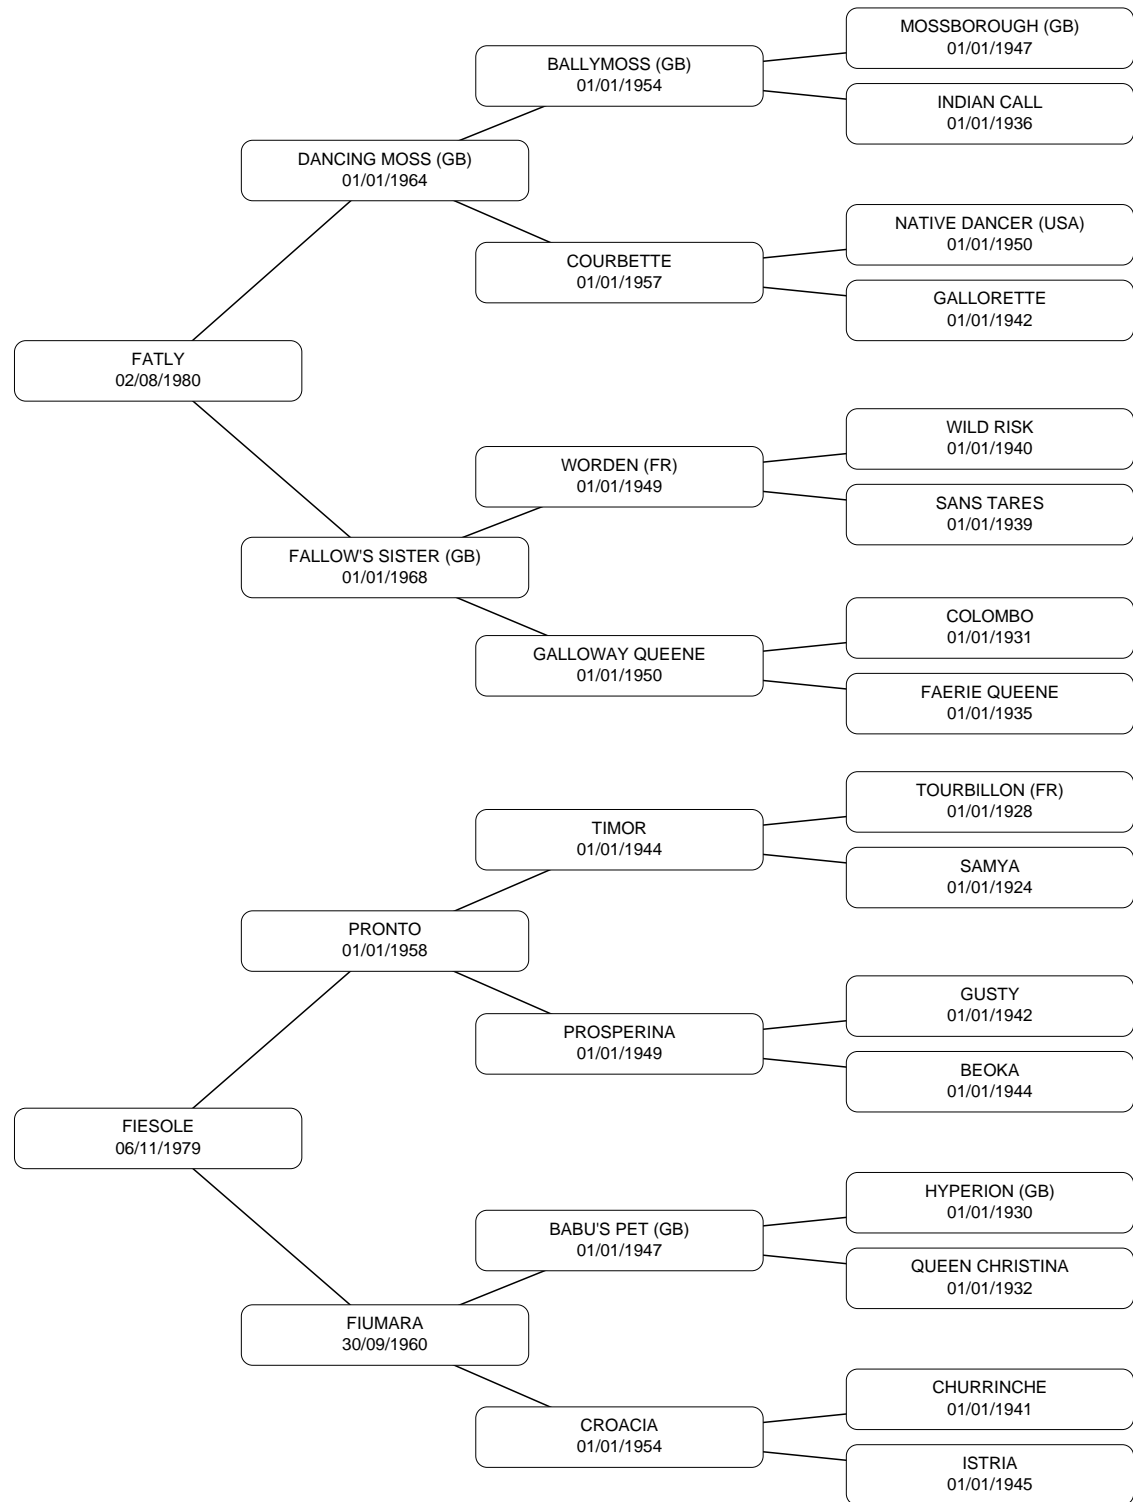 MOSSBOROUGH (GB)
01/01/1947
BALLYMOSS (GB)
01/01/1954
INDIAN CALL
01/01/1936
DANCING MOSS (GB)
01/01/1964
NATIVE DANCER (USA)
01/01/1950
COURBETTE
01/01/1957
GALLORETTE
01/01/1942
FATLY
02/08/1980
WILD RISK
01/01/1940
WORDEN (FR)
01/01/1949
SANS TARES
01/01/1939
FALLOW'S SISTER (GB)
01/01/1968
COLOMBO
01/01/1931
GALLOWAY QUEENE
01/01/1950
FAERIE QUEENE
01/01/1935
TOURBILLON (FR)
01/01/1928
TIMOR
01/01/1944
SAMYA
01/01/1924
PRONTO
01/01/1958
GUSTY
01/01/1942
PROSPERINA
01/01/1949
BEOKA
01/01/1944
FIESOLE
06/11/1979
HYPERION (GB)
01/01/1930
BABU'S PET (GB)
01/01/1947
QUEEN CHRISTINA
01/01/1932
FIUMARA
30/09/1960
CHURRINCHE
01/01/1941
CROACIA
01/01/1954
ISTRIA
01/01/1945